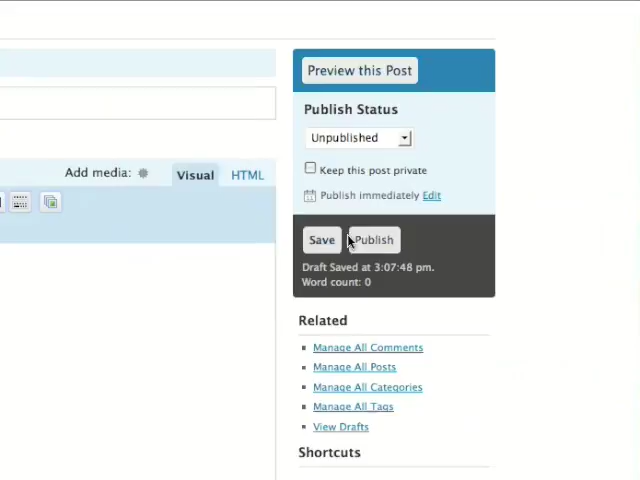 Preview this Post
Publish Status
Unpublished
Keep this post private
Publish immediately Edit
Add media: Visual HTML
Save Publish
Draft Saved at 3:07:48 pm.
Word count: 0
Related
Manage All Comments
Manage All Posts
Manage All Categories
Manage All Tags
View Drafts
Shortcuts